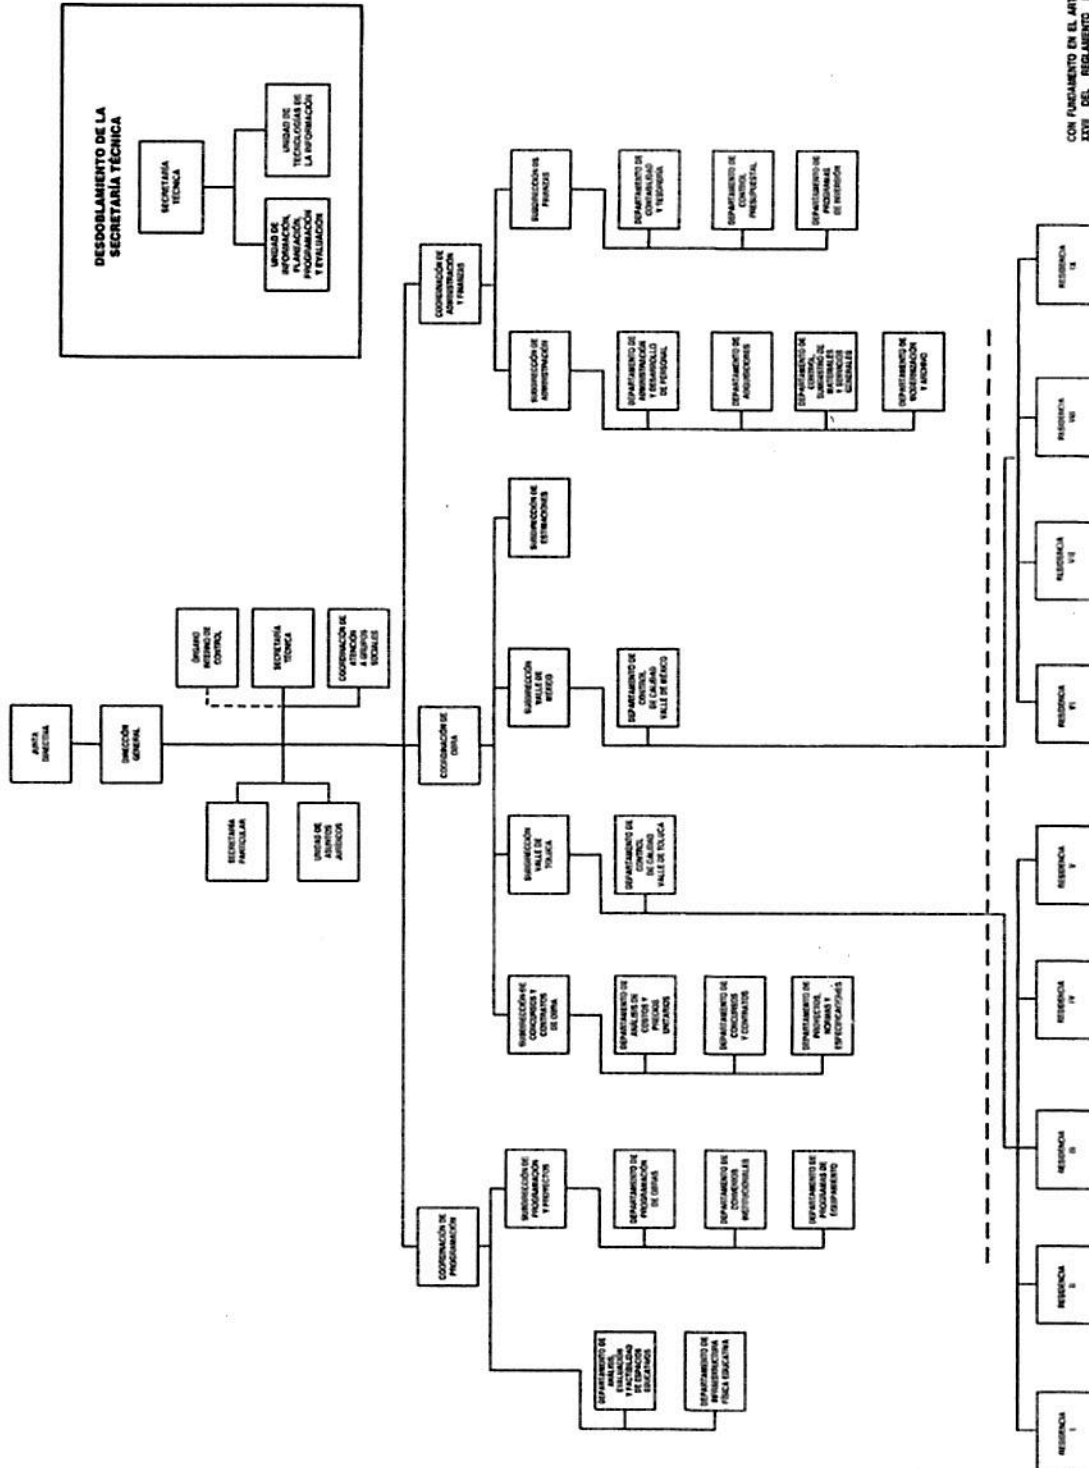 JUNTA
DIRECTIVA
DIRECCIÓN
GENERAL
SECRETARÍA
PARTICULAR
UNIDAD DE
ASUNTOS
JURÍDICOS
ÓRGANO
INTERNO DE
CONTROL
SECRETARÍA
TÉCNICA
COORDINACIÓN DE
ATENCIÓN
A GRUPOS
SOCIALES
DESDOBLAMIENTO DE LA
SECRETARÍA TÉCNICA
SECRETARÍA
TÉCNICA
UNIDAD DE
INFORMACIÓN,
PLANEACIÓN,
PROGRAMACIÓN
Y EVALUACIÓN
UNIDAD DE
TECNOLOGÍAS DE
LA INFORMACIÓN
COORDINACIÓN DE
PROGRAMACIÓN
COORDINACIÓN DE
OBRA
COORDINACIÓN DE
ADMINISTRACIÓN
Y FINANZAS
SUBDIRECCIÓN DE
PROGRAMACIÓN
Y PROYECTOS
SUBDIRECCIÓN DE
CONCURSOS Y
CONTRATOS
DE OBRA
SUBDIRECCIÓN
VALLE DE
TOLUCA
SUBDIRECCIÓN
VALLE DE
MÉXICO
SUBDIRECCIÓN DE
ESTIMACIONES
SUBDIRECCIÓN DE
ADMINISTRACIÓN
SUBDIRECCIÓN DE
FINANZAS
DEPARTAMENTO DE
ANÁLISIS,
EVALUACIÓN
Y FACTIBILIDAD
DE ESPACIOS
EDUCATIVOS
DEPARTAMENTO DE
INFRAESTRUCTURA
FÍSICA EDUCATIVA
DEPARTAMENTO DE
PROGRAMACIÓN
DE OBRAS
DEPARTAMENTO DE
CONVENIOS
INSTITUCIONALES
DEPARTAMENTO DE
PROGRAMAS DE
EQUIPAMIENTO
DEPARTAMENTO DE
ANÁLISIS DE
COSTOS Y
PRECIOS
UNITARIOS
DEPARTAMENTO DE
CONCURSOS
Y CONTRATOS
DEPARTAMENTO DE
PROYECTOS,
NORMAS Y
ESPECIFICACIONES
DEPARTAMENTO DE
CONTROL
DE CALIDAD
VALLE DE TOLUCA
DEPARTAMENTO DE
CONTROL
DE CALIDAD
VALLE DE MÉXICO
DEPARTAMENTO DE
ADMINISTRACIÓN
Y DESARROLLO
DE PERSONAL
DEPARTAMENTO DE
ADQUISICIONES
DEPARTAMENTO DE
CONTROL,
SUMINISTRO DE
MATERIALES
Y SERVICIOS
GENERALES
DEPARTAMENTO DE
MODERNIZACIÓN
Y ARCHIVO
DEPARTAMENTO DE
CONTABILIDAD
Y TESORERÍA
DEPARTAMENTO DE
CONTROL
PRESUPUESTAL
DEPARTAMENTO DE
PROGRAMAS
DE INVERSIÓN
RESIDENCIA
I
RESIDENCIA
II
RESIDENCIA
III
RESIDENCIA
IV
RESIDENCIA
V
RESIDENCIA
VI
RESIDENCIA
VII
RESIDENCIA
VIII
RESIDENCIA
IX
CON FUNDAMENTO EN EL
XXVII DEL REGLAMENTO